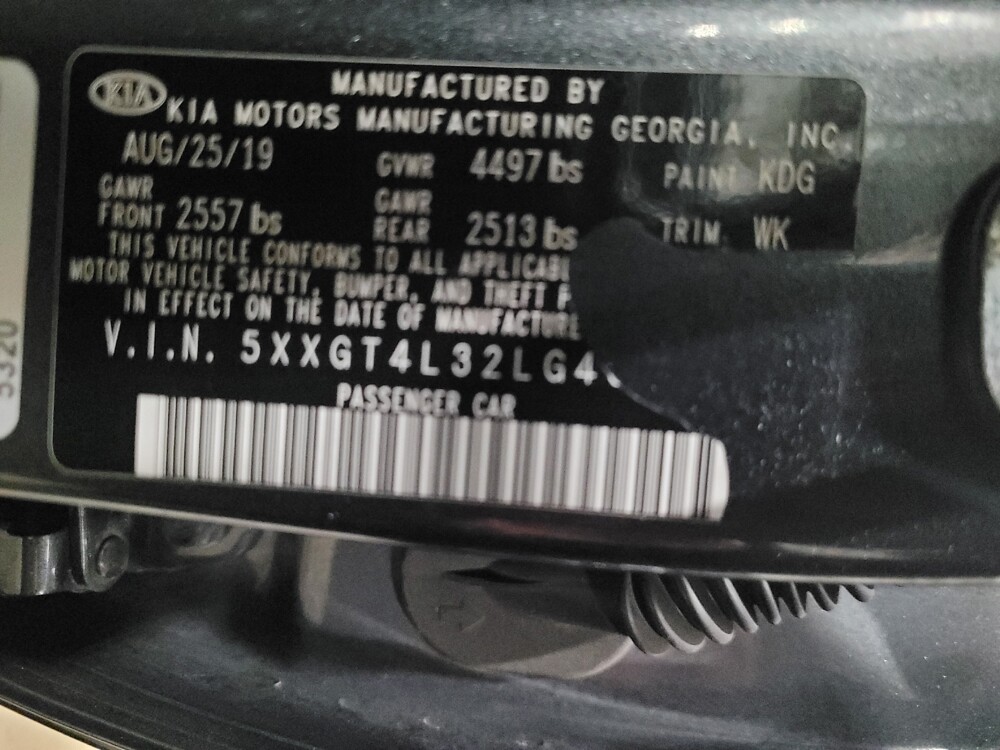 KIA
MANUFACTURED BY
KIA MOTORS MANUFACTURING GEORGIA, INC.
AUG/25/19 GVWR 4497 lbs PAINT KDG
GAWR FRONT 2557 lbs GAWR REAR 2513 lbs TRIM WK
THIS VEHICLE CONFORMS TO ALL
MOTOR VEHICLE SAFETY, BUMPER, AND THEFT
IN EFFECT ON THE DATE OF MANUFACTURE
V.I.N. 5XXGT4L32LG4
PASSENGER CAR
5320